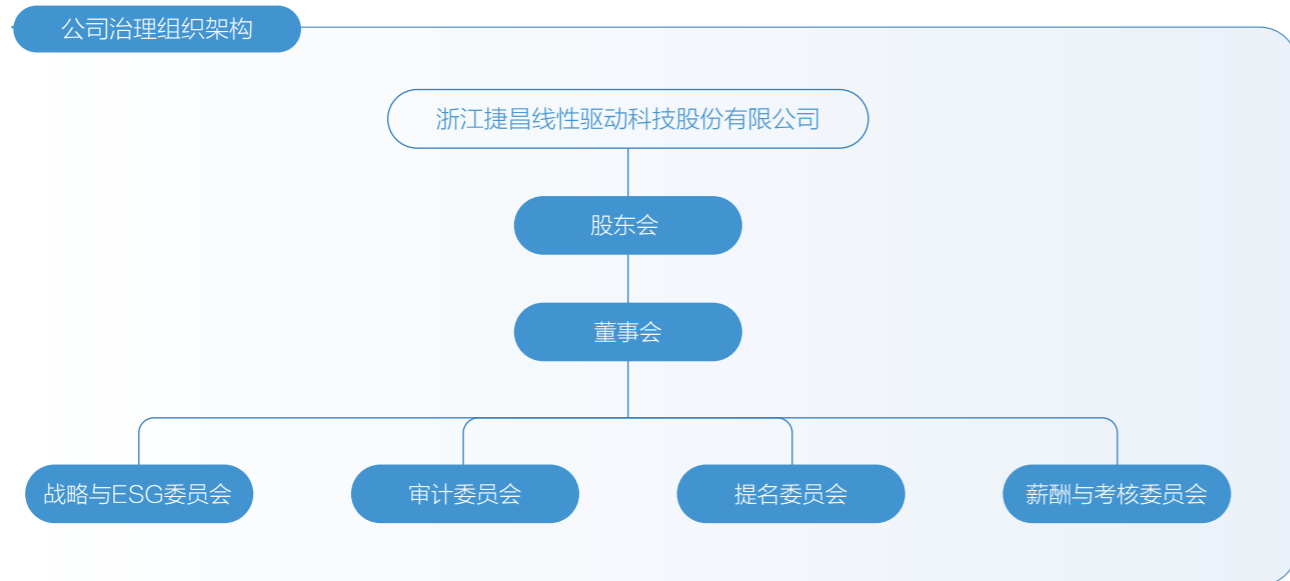 公司治理组织架构
浙江捷昌线性驱动科技股份有限公司
股东会
董事会
战略与ESG委员会
审计委员会
提名委员会
薪酬与考核委员会